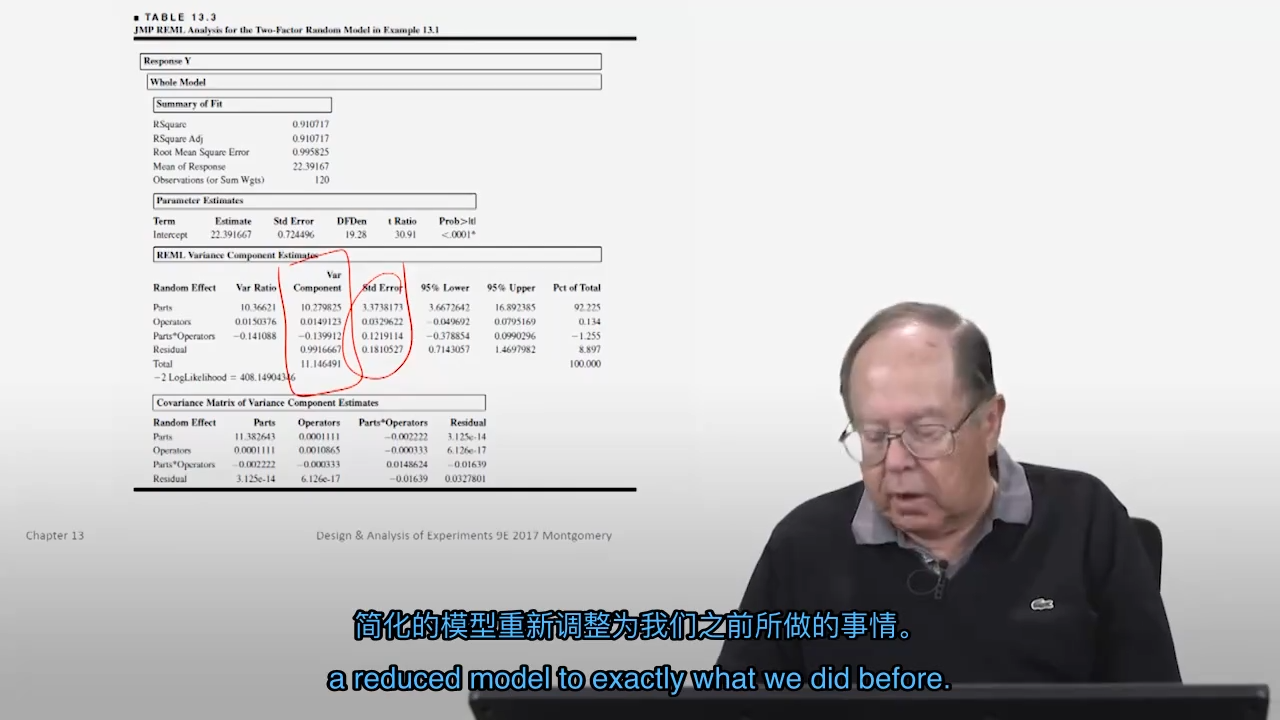 ■ TABLE 13.3
JMP REML Analysis for the Two-Factor Random Model in Example 13.1
Response Y
Whole Model
Summary of Fit
RSquare 0.910717
RSquare Adj 0.910717
Root Mean Square Error 0.995825
Mean of Response 22.39167
Observations (or Sum Wgts) 120
Parameter Estimates
Term Estimate Std Error DFDen t Ratio Prob>|t|
Intercept 22.391667 0.724496 19.28 30.91 <.0001*
REML Variance Component Estimates
Var
Random Effect Var Ratio Component Std Error 95% Lower 95% Upper Pct of Total
Parts 10.36621 10.279825 3.3738173 3.6672642 16.892385 92.225
Operators 0.0150376 0.0149123 0.0329622 −0.049692 0.0795169 0.134
Parts*Operators −0.141088 −0.139912 0.1219114 −0.378854 0.0990296 −1.255
Residual 0.9916667 0.1810527 0.7143057 1.4697982 8.897
Total 11.146491 100.000
−2 LogLikelihood = 408.14904346
Covariance Matrix of Variance Component Estimates
Random Effect Parts Operators Parts*Operators Residual
Parts 11.382643 0.0001111 −0.002222 3.125e-14
Operators 0.0001111 0.0010865 −0.000333 6.126e-17
Parts*Operators −0.002222 −0.000333 0.0148624 −0.01639
Residual 3.125e-14 6.126e-17 −0.01639 0.0327801
Chapter 13 Design & Analysis of Experiments 9E 2017 Montgomery
简化的模型重新调整为我们之前所做的事情。
a reduced model to exactly what we did before.